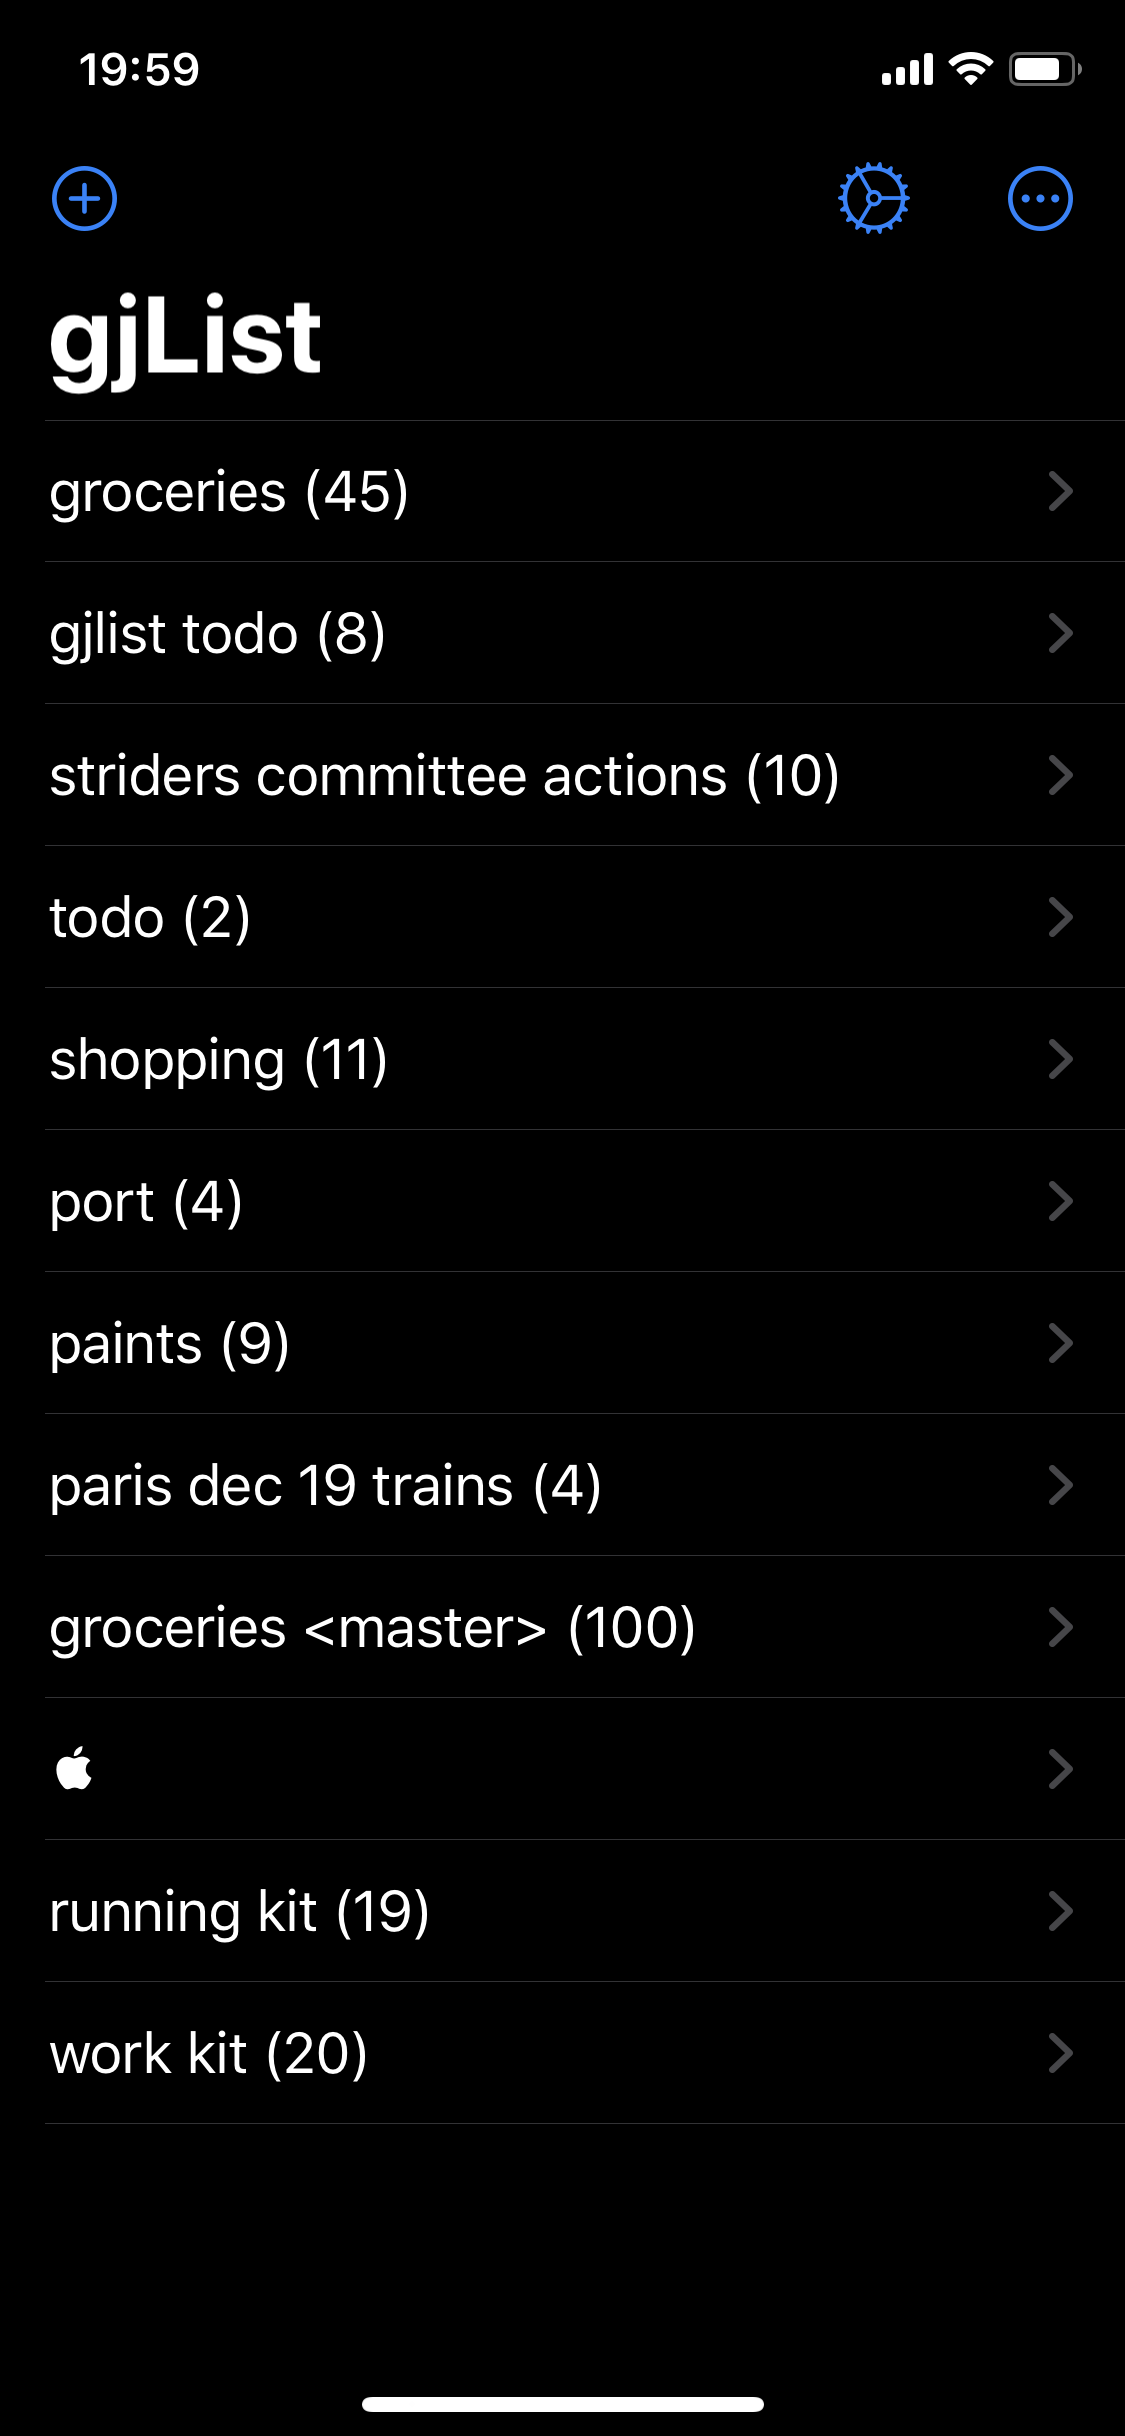 19:59
gjList
groceries (45)
gjlist todo (8)
striders committee actions (10)
todo (2)
shopping (11)
port (4)
paints (9)
paris dec 19 trains (4)
groceries <master> (100)

running kit (19)
work kit (20)